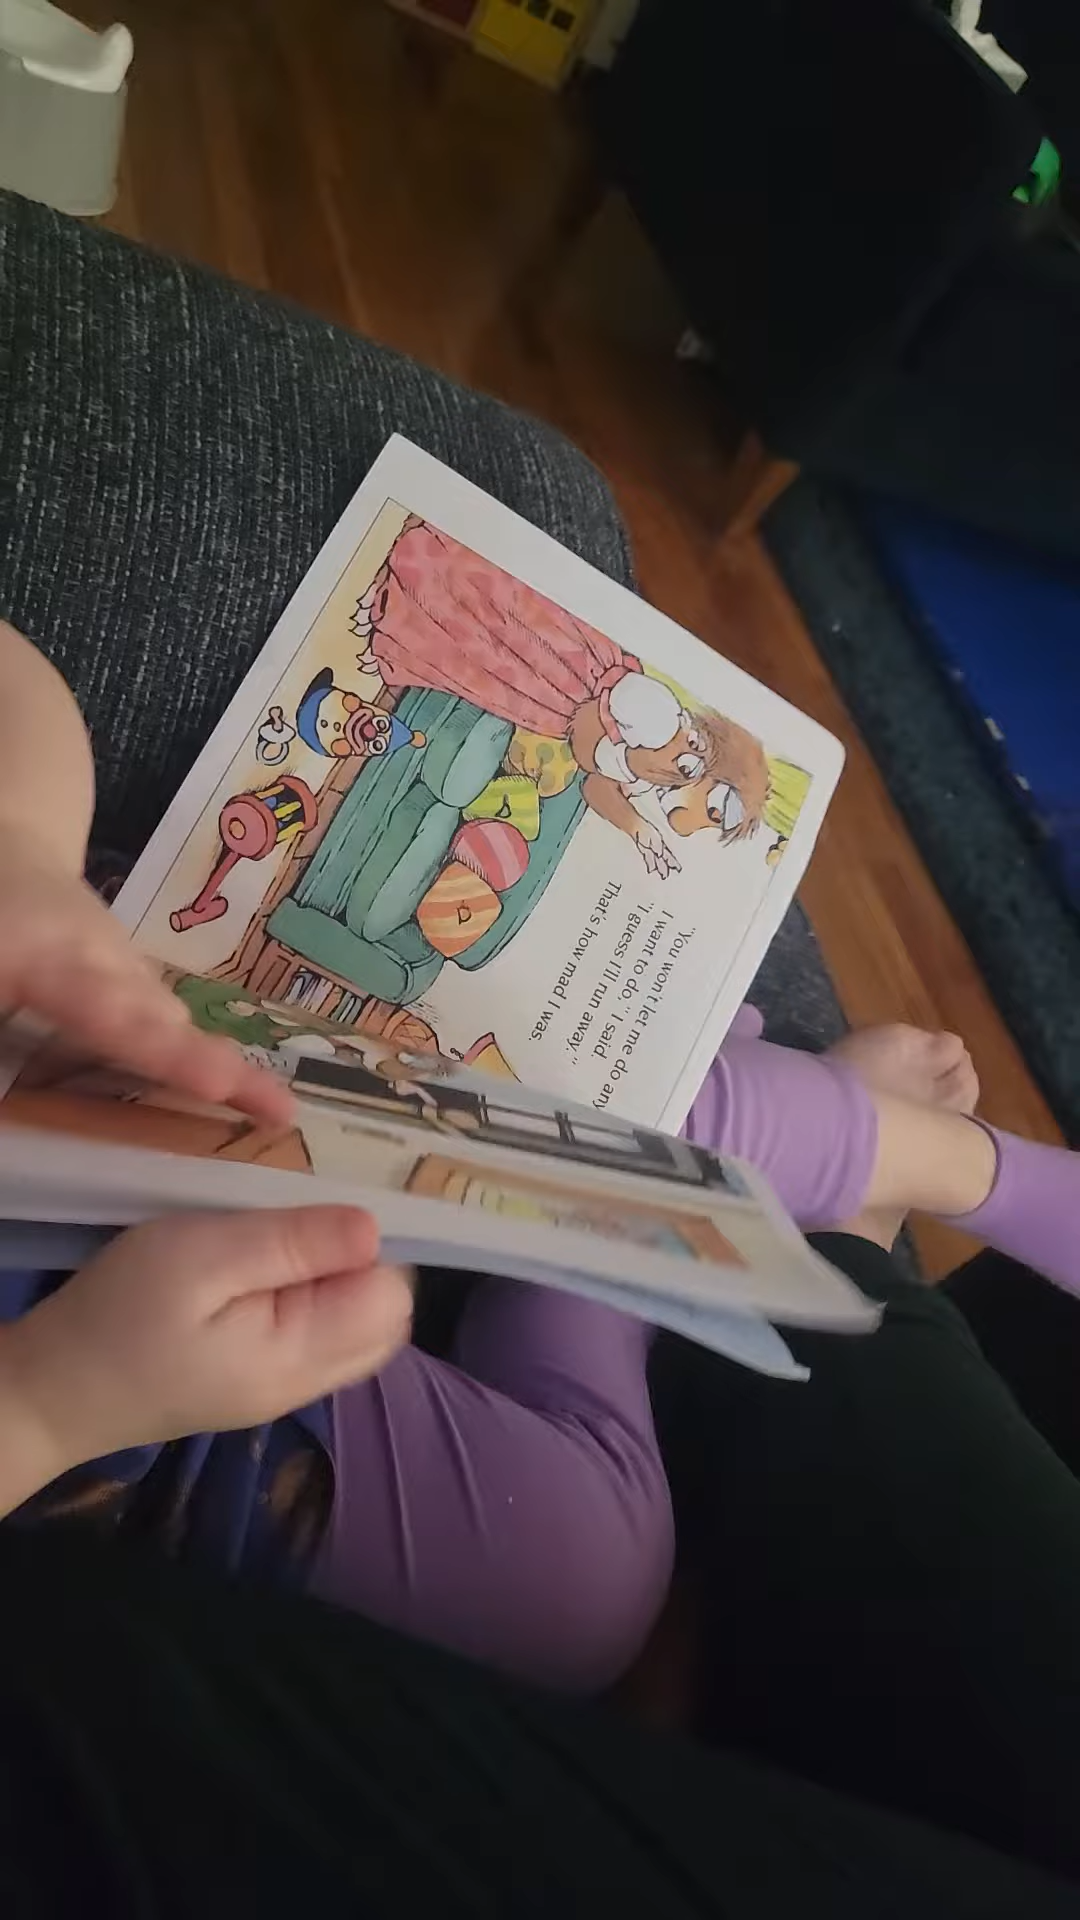 "You won't let me do any
I want to do," I said.
"I guess I'll run away."
That's how mad I was.